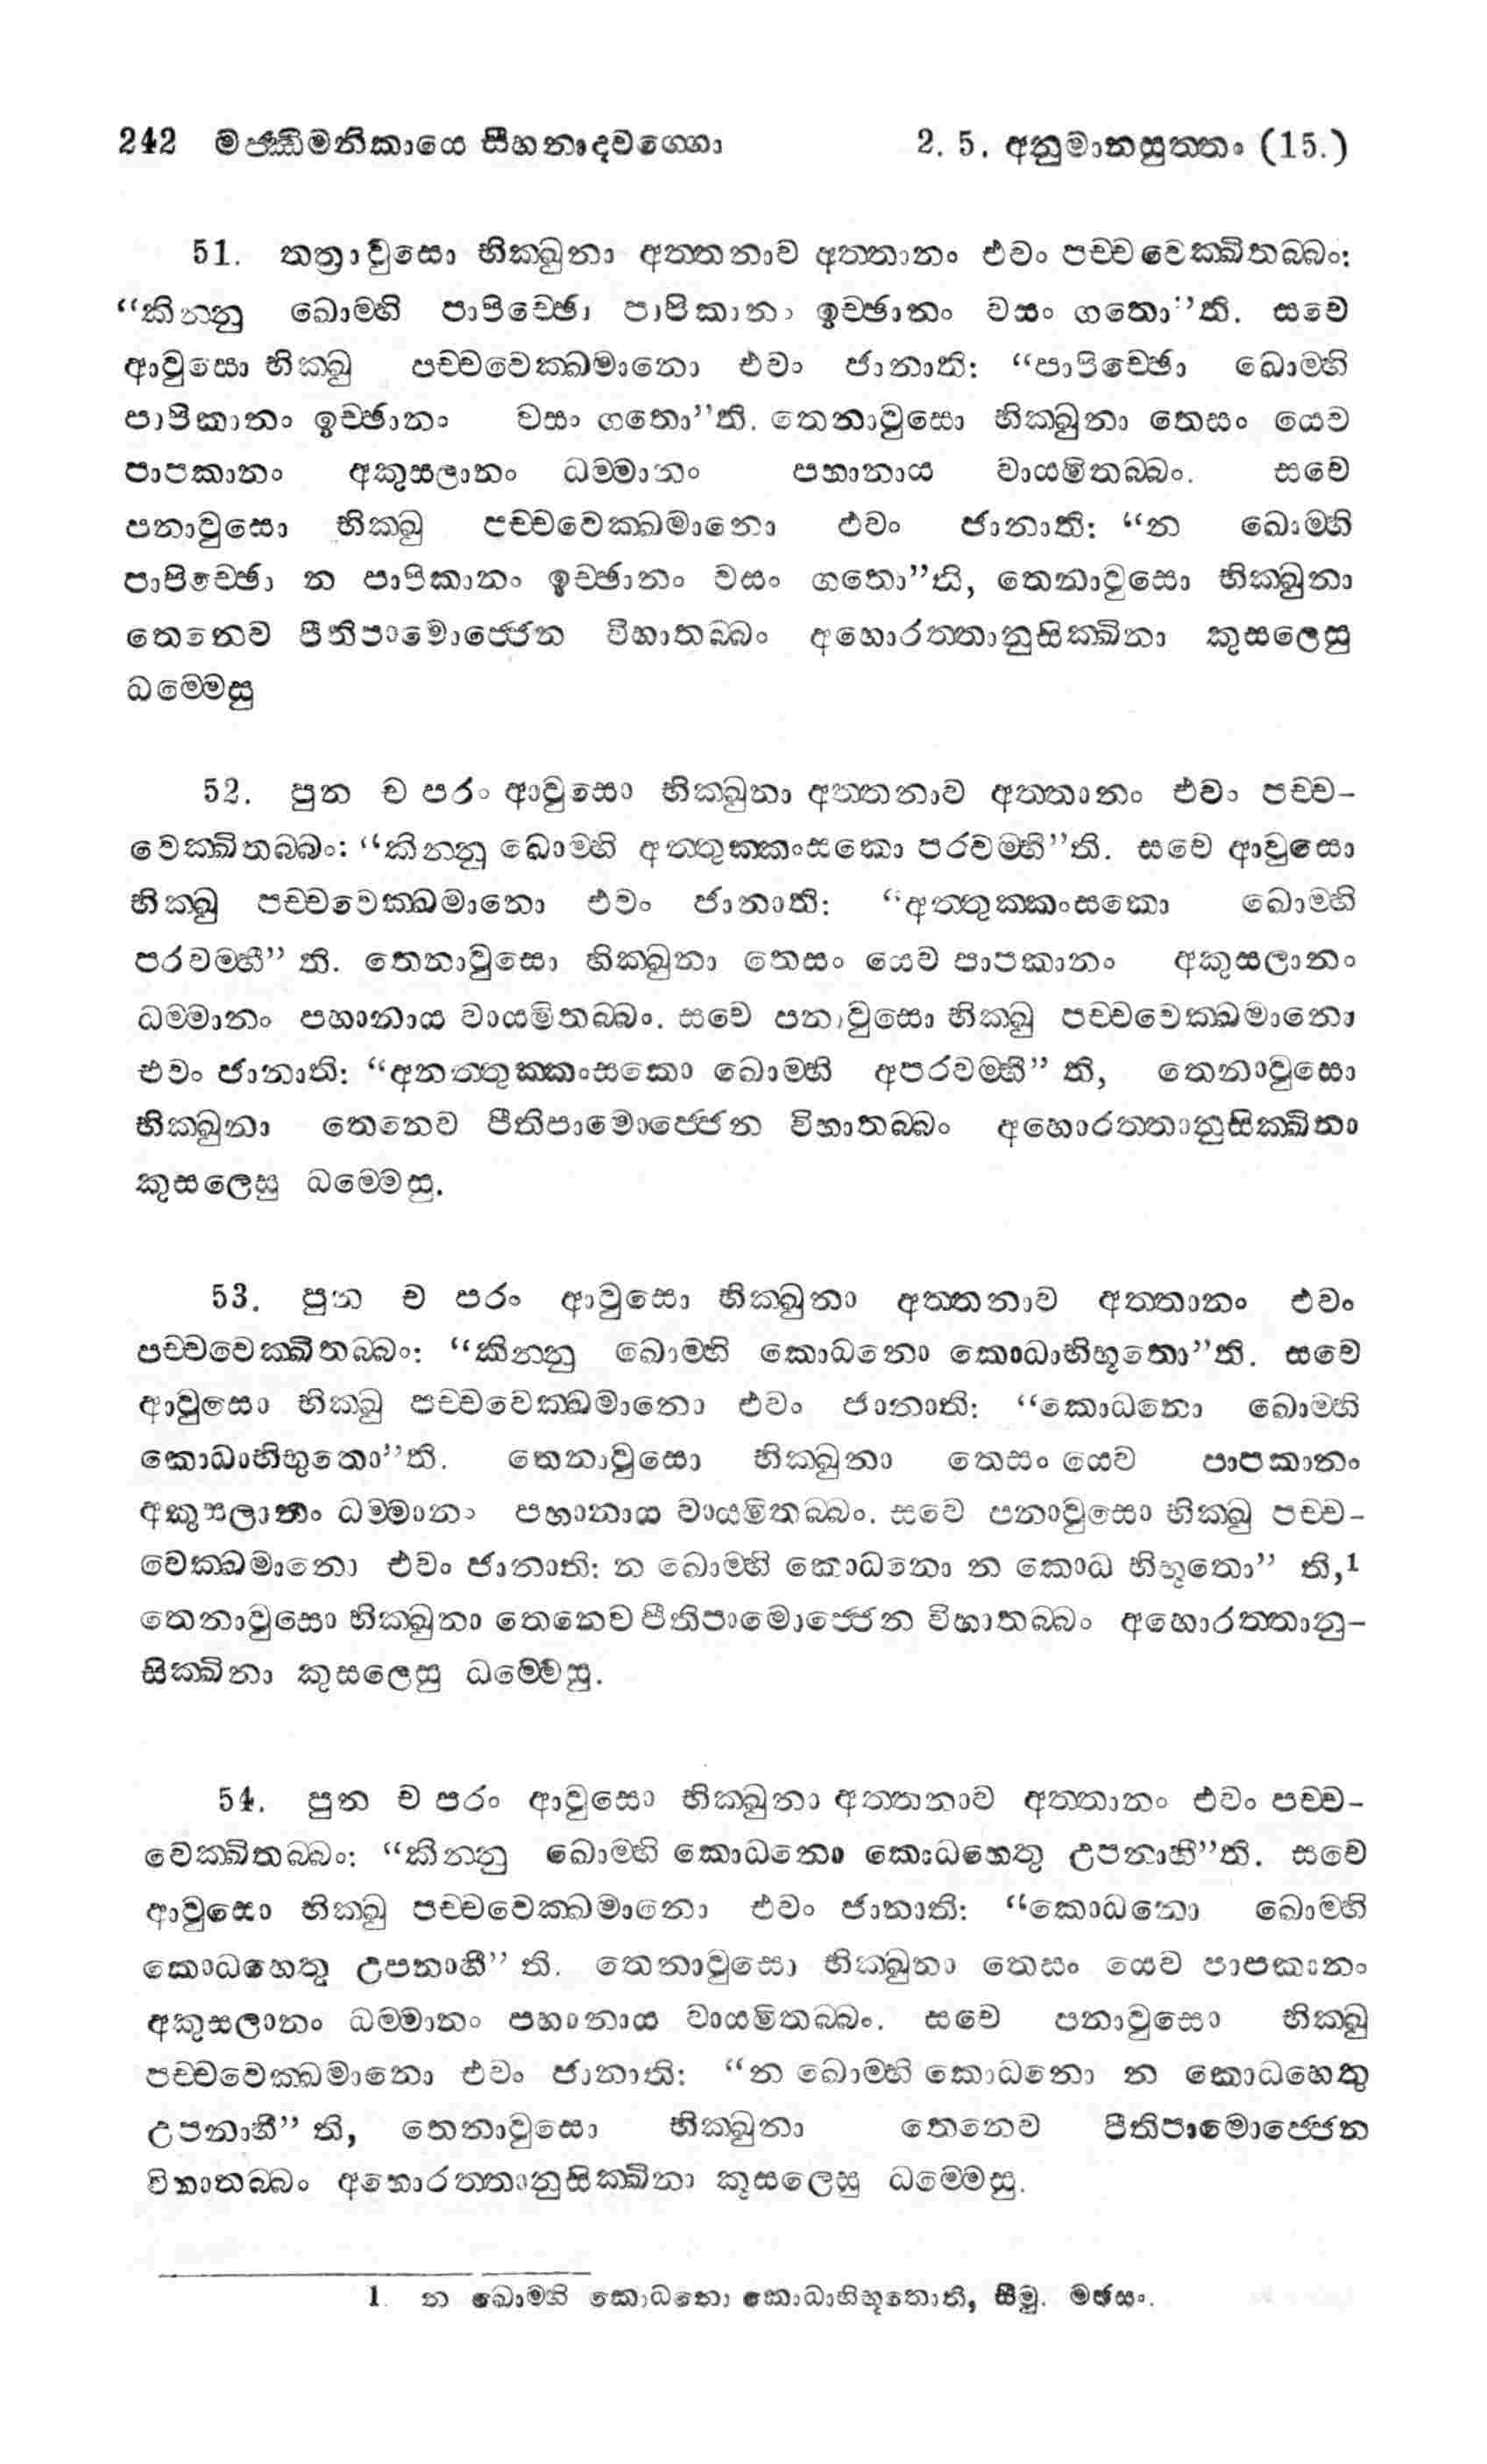 242 මජ්ඣිමනිකායෙ සීහනාදවග්ගො 2. 5. අනුමානසුත්තං (15.)
51. තත්‍රාවුසො භික්ඛුනා අත්තනාව අත්තානං එවං පච්චවෙක්ඛිතබ්බං:
“කින්නු ඛොම්හි පාපිච්ඡො පාපිකානං ඉච්ඡානං වසං ගතො”ති. සචෙ
ආවුසො භික්ඛු පච්චවෙක්ඛමානො එවං ජානාති: “පාපිච්ඡො ඛොම්හි
පාපිකානං ඉච්ඡානං වසං ගතො”ති. තෙනාවුසො භික්ඛුනා තෙසං යෙව
පාපකානං අකුසලානං ධම්මානං පහානාය වායමිතබ්බං. සචෙ
පනාවුසො භික්ඛු පච්චවෙක්ඛමානො එවං ජානාති: “න ඛොම්හි
පාපිච්ඡො න පාපිකානං ඉච්ඡානං වසං ගතො”ති, තෙනාවුසො භික්ඛුනා
තෙනෙව පීතිපාමොජ්ජෙන විහාතබ්බං අහොරත්තානුසික්ඛිනා කුසලෙසු
ධම්මෙසු
52. පුන ච පරං ආවුසො භික්ඛුනා අත්තනාව අත්තානං එවං පච්ච-
වෙක්ඛිතබ්බං: “කින්නු ඛොම්හි අත්තුක්කංසකො පරවම්භී”ති. සචෙ ආවුසො
භික්ඛු පච්චවෙක්ඛමානො එවං ජානාති: “අත්තුක්කංසකො ඛොම්හි
පරවම්භී” ති. තෙනාවුසො භික්ඛුනා තෙසං යෙව පාපකානං අකුසලානං
ධම්මානං පහානාය වායමිතබ්බං. සචෙ පනාවුසො භික්ඛු පච්චවෙක්ඛමානො
එවං ජානාති: “අනත්තුක්කංසකො ඛොම්හි අපරවම්භී” ති, තෙනාවුසො
භික්ඛුනා තෙනෙව පීතිපාමොජ්ජෙන විහාතබ්බං අහොරත්තානුසික්ඛිනා
කුසලෙසු ධම්මෙසු.
53. පුන ච පරං ආවුසො භික්ඛුනා අත්තනාව අත්තානං එවං
පච්චවෙක්ඛිතබ්බං: “කින්නු ඛොම්හි කොධනො කොධාභිභූතො”ති. සචෙ
ආවුසො භික්ඛු පච්චවෙක්ඛමානො එවං ජානාති: “කොධනො ඛොම්හි
කොධාභිභුතො”ති. තෙනාවුසො භික්ඛුනා තෙසං යෙව පාපකානං
අකුසලානං ධම්මානං පහානාය වායමිතබ්බං. සචෙ පනාවුසො භික්ඛු පච්ච-
වෙක්ඛමානො එවං ජානාති: න ඛොම්හි කොධනො න කොධ භිභූතො” ති,1
තෙනාවුසො භික්ඛුනා තෙනෙව පීතිපාමොජ්ජෙන විහාතබ්බං අහොරත්තානු-
සික්ඛිනා කුසලෙසු ධම්මෙසු.
54. පුන ච පරං ආවුසො භික්ඛුනා අත්තනාව අත්තානං එවං පච්ච-
වෙක්ඛිතබ්බං: “කින්නු ඛොම්හි කොධනො කොධහෙතු උපනාහී”ති. සචෙ
ආවුසො භික්ඛු පච්චවෙක්ඛමානො එවං ජානාති: “කොධනො ඛොම්හි
කොධහෙතු උපනාහී” ති. තෙනාවුසො භික්ඛුනා තෙසං යෙව පාපකානං
අකුසලානං ධම්මානං පහානාය වායමිතබ්බං. සචෙ පනාවුසො භික්ඛු
පච්චවෙක්ඛමානො එවං ජානාති: “න ඛොම්හි කොධනො න කොධහෙතු
උපනාහී” ති, තෙනාවුසො භික්ඛුනා තෙනෙව පීතිපාමොජ්ජෙන
විහාතබ්බං අහොරත්තානුසික්ඛිනා කුසලෙසු ධම්මෙසු.
1 න ඛොම්හි කොධනො කොධාභිභූතොති, සීමු. මඡසං.